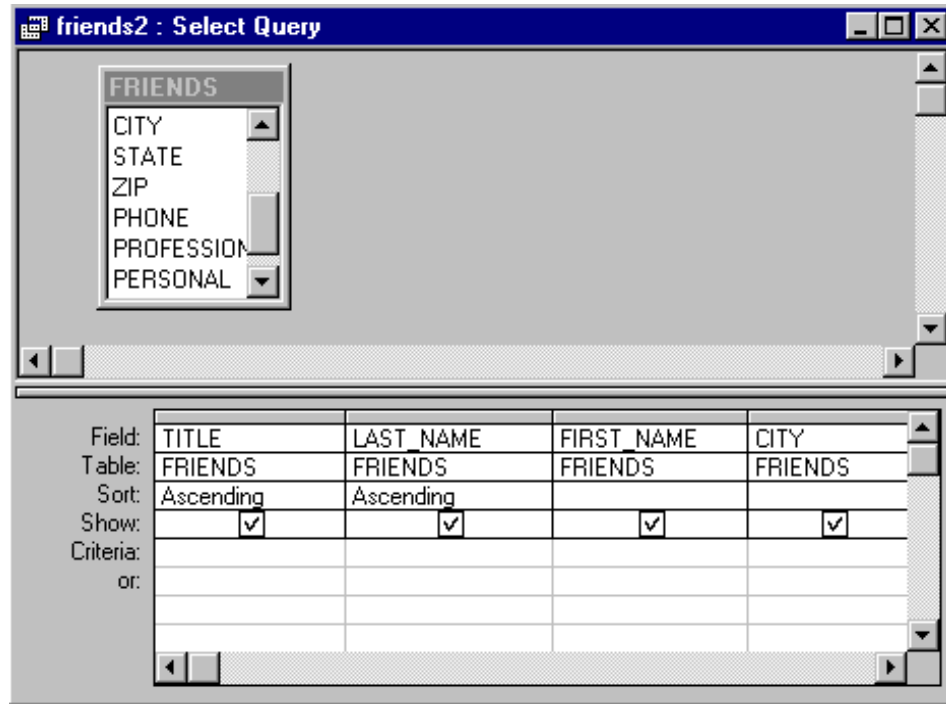 friends2 : Select Query
FRIENDS
CITY
STATE
ZIP
PHONE
PROFESSION
PERSONAL
Field: TITLE LAST_NAME FIRST_NAME CITY
Table: FRIENDS FRIENDS FRIENDS FRIENDS
Sort: Ascending Ascending
Show:
Criteria:
or: